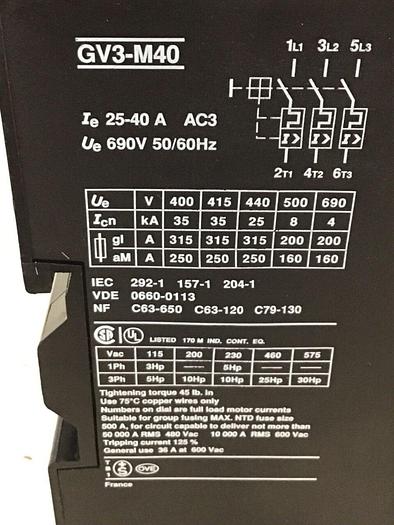 GV3-M40
1L1 3L2 5L3
Ie 25-40 A AC3
Ue 690V 50/60Hz
2T1 4T2 6T3
Ue V 400 415 440 500 690
Icn kA 35 35 25 8 4
gI A 315 315 315 200 200
aM A 250 250 250 160 160
IEC 292-1 157-1 204-1
VDE 0660-0113
NF C63-650 C63-120 C79-130
LISTED 170 M IND. CONT. EQ.
Vac 115 200 230 460 575
1Ph 3Hp — 5Hp — —
3Ph 5Hp 10Hp 10Hp 25Hp 30Hp
Tightening torque 45 lb. in
Use 75°C copper wires only
Numbers on dial are full load motor currents
Suitable for group fusing MAX. NTD fuse size
500 A, for circuit capable to deliver not more than
50 000 A RMS 480 Vac 10 000 A RMS 600 Vac
Tripping current 125 %
General use 36 A at 600 Vac
OVE
France